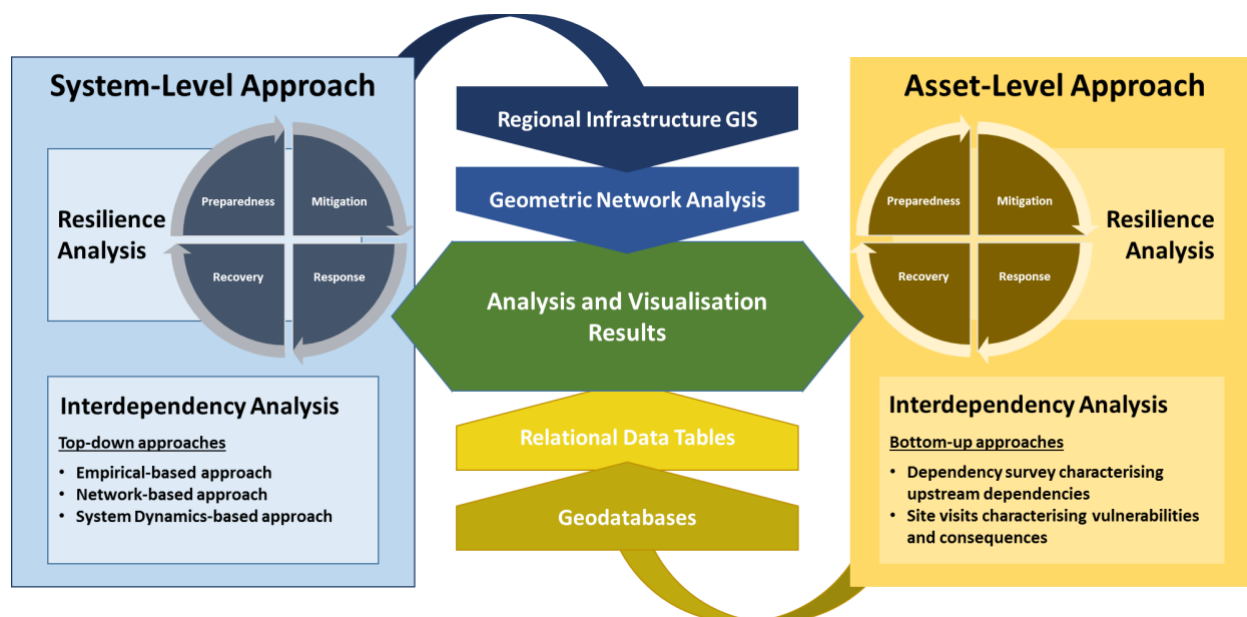 System-Level Approach
Resilience
Analysis
Preparedness
Mitigation
Recovery
Response
Interdependency Analysis
Top-down approaches
• Empirical-based approach
• Network-based approach
• System Dynamics-based approach
Regional Infrastructure GIS
Geometric Network Analysis
Analysis and Visualisation
Results
Relational Data Tables
Geodatabases
Asset-Level Approach
Preparedness
Mitigation
Recovery
Response
Resilience
Analysis
Interdependency Analysis
Bottom-up approaches
• Dependency survey characterising
upstream dependencies
• Site visits characterising vulnerabilities
and consequences